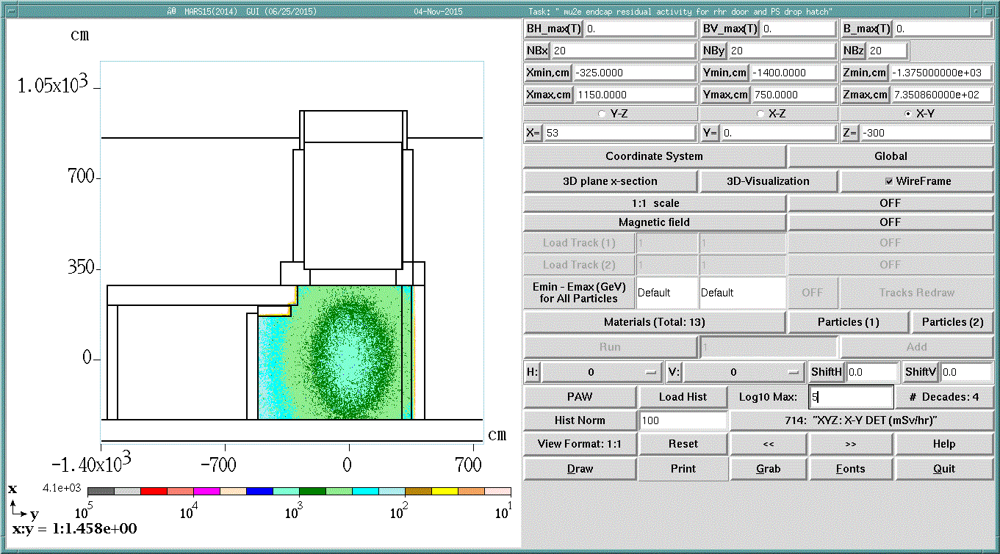 MARS15(2014) GUI (06/25/2015) 04-Nov-2015 Task: " mu2e endcap residual activity for rhr door and PS drop hatch"
cm
1.05x10^3
700
350
0
cm
-1.40x10^3 -700 0 700
x 4.1e+03
10^5 10^4 10^3 10^2 10^1
y
x:y = 1:1.458e+00
BH_max(T) 0. BV_max(T) 0. B_max(T) 0.
NBx 20 NBy 20 NBz 20
Xmin,cm -325.0000 Ymin,cm -1400.0000 Zmin,cm -1.375000000e+03
Xmax,cm 1150.0000 Ymax,cm 750.0000 Zmax,cm 7.350860000e+02
Y-Z X-Z X-Y
X= 53 Y= 0. Z= -300
Coordinate System Global
3D plane x-section 3D-Visualization WireFrame
1:1 scale OFF
Magnetic field OFF
Load Track (1) 1 1 OFF
Load Track (2) 1 1 OFF
Emin - Emax (GeV)
for All Particles Default Default OFF Tracks Redraw
Materials (Total: 13) Particles (1) Particles (2)
Run 1 Add
H: 0 V: 0 ShiftH 0.0 ShiftV 0.0
PAW Load Hist Log10 Max: 5 # Decades: 4
Hist Norm 100 714: "XYZ: X-Y DET (mSv/hr)"
View Format: 1:1 Reset << >> Help
Draw Print Grab Fonts Quit